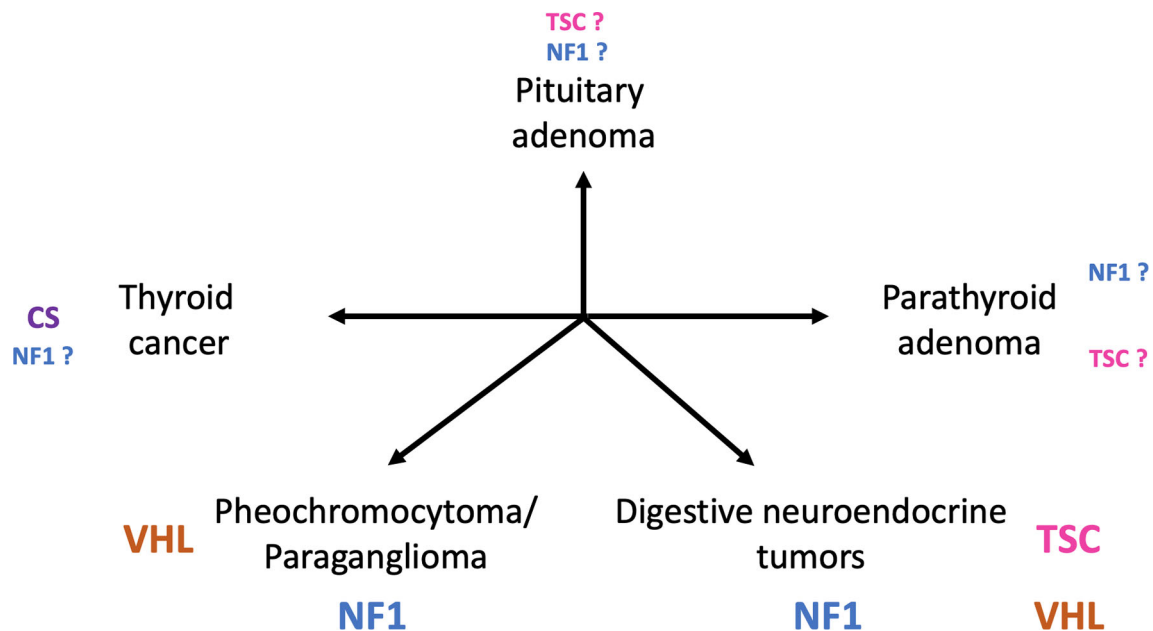 TSC ?
NF1 ?
Pituitary
adenoma
Thyroid
cancer
CS
NF1 ?
Parathyroid
adenoma
NF1 ?
TSC ?
VHL
Pheochromocytoma/
Paraganglioma
NF1
Digestive neuroendocrine
tumors
TSC
NF1
VHL